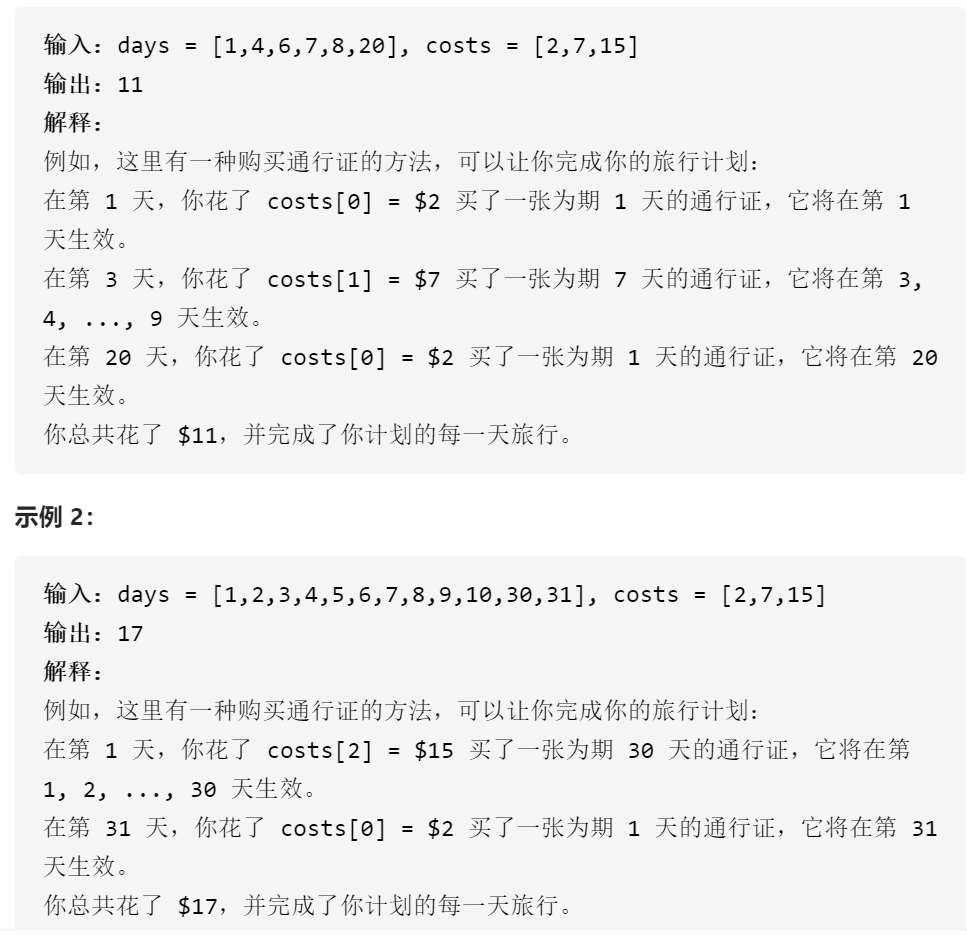 输入：days = [1,4,6,7,8,20], costs = [2,7,15]
输出：11
解释：
例如，这里有一种购买通行证的方法，可以让你完成你的旅行计划：
在第 1 天，你花了 costs[0] = $2 买了一张为期 1 天的通行证，它将在第 1
天生效。
在第 3 天，你花了 costs[1] = $7 买了一张为期 7 天的通行证，它将在第 3,
4, ..., 9 天生效。
在第 20 天，你花了 costs[0] = $2 买了一张为期 1 天的通行证，它将在第 20
天生效。
你总共花了 $11，并完成了你计划的每一天旅行。
示例 2：
输入：days = [1,2,3,4,5,6,7,8,9,10,30,31], costs = [2,7,15]
输出：17
解释：
例如，这里有一种购买通行证的方法，可以让你完成你的旅行计划：
在第 1 天，你花了 costs[2] = $15 买了一张为期 30 天的通行证，它将在第
1, 2, ..., 30 天生效。
在第 31 天，你花了 costs[0] = $2 买了一张为期 1 天的通行证，它将在第 31
天生效。
你总共花了 $17，并完成了你计划的每一天旅行。